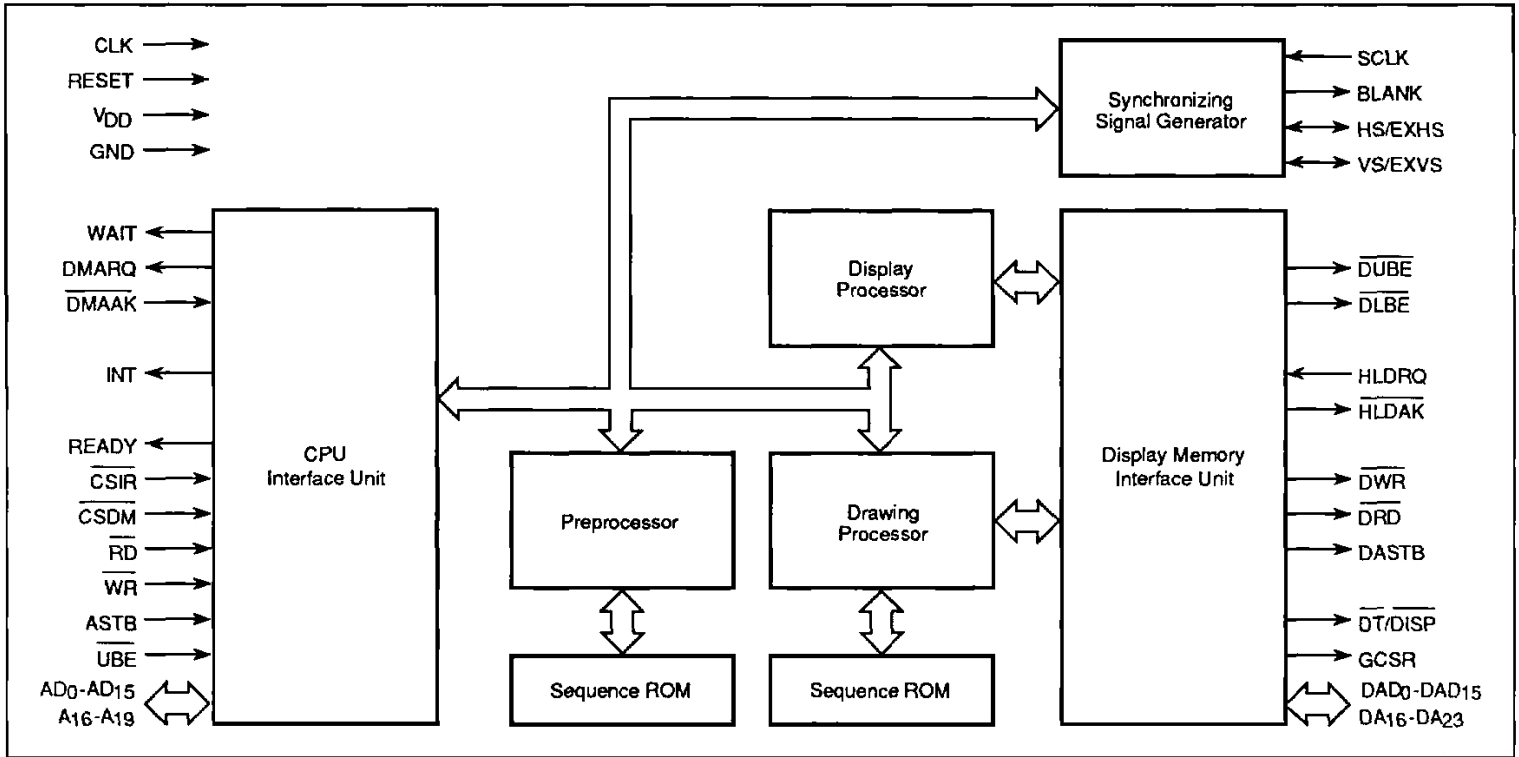 CLK
RESET
VDD
GND
WAIT
DMARQ
DMAAK
INT
READY
CSIR
CSDM
RD
WR
ASTB
UBE
AD0-AD15
A16-A19
CPU
Interface Unit
Preprocessor
Sequence ROM
Display
Processor
Drawing
Processor
Sequence ROM
Synchronizing
Signal Generator
Display Memory
Interface Unit
SCLK
BLANK
HS/EXHS
VS/EXVS
DUBE
DLBE
HLDRQ
HLDAK
DWR
DRD
DASTB
DT/DISP
GCSR
DAD0-DAD15
DA16-DA23